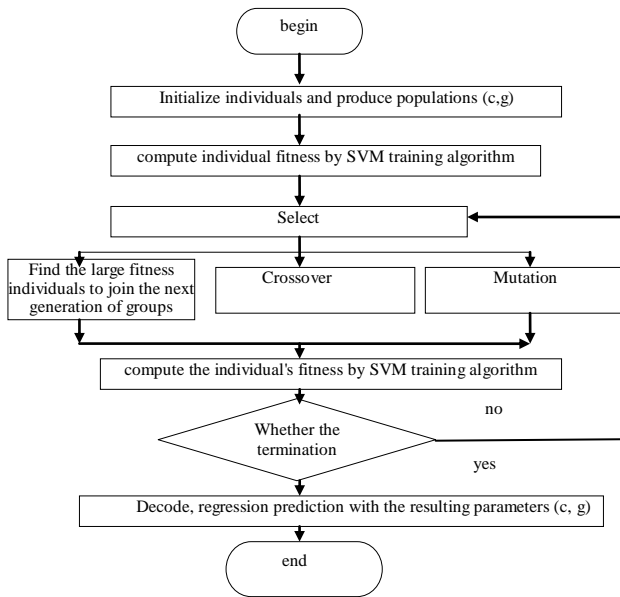 begin
Initialize individuals and produce populations (c,g)
compute individual fitness by SVM training algorithm
Select
Find the large fitness
individuals to join the next
generation of groups
Crossover
Mutation
compute the individual's fitness by SVM training algorithm
no
Whether the
termination
yes
Decode, regression prediction with the resulting parameters (c, g)
end